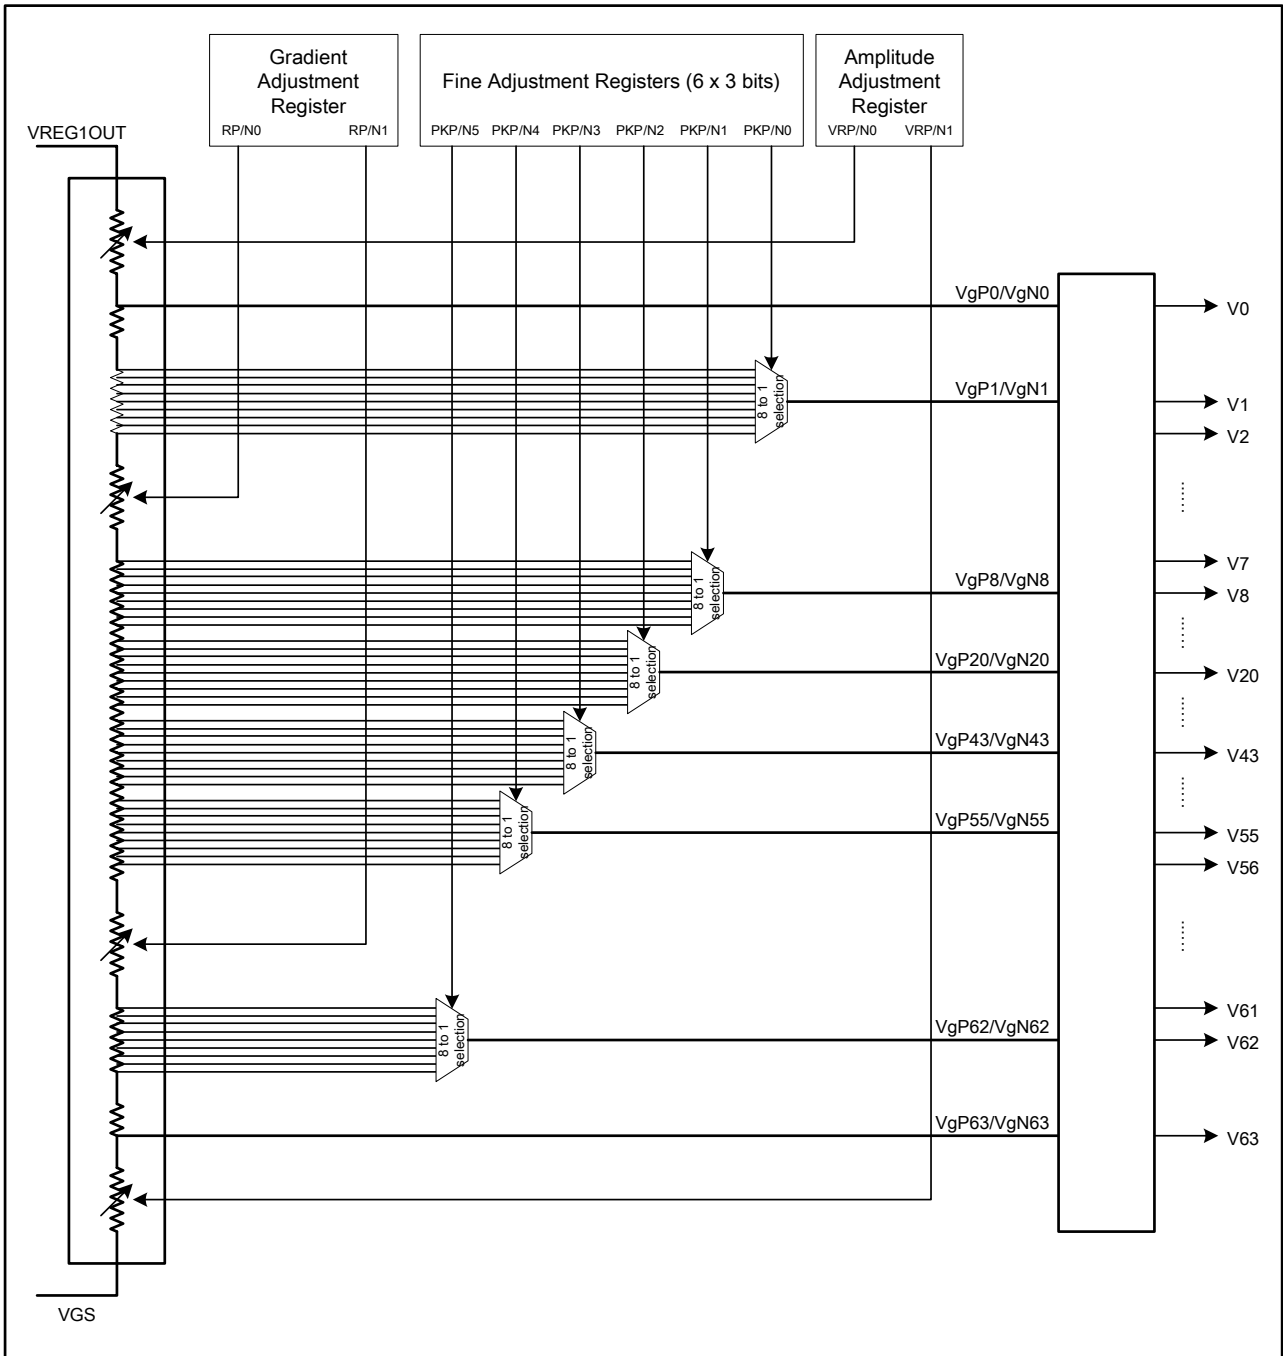 Gradient
Adjustment
Register
RP/N0 RP/N1
Fine Adjustment Registers (6 x 3 bits)
PKP/N5 PKP/N4 PKP/N3 PKP/N2 PKP/N1 PKP/N0
Amplitude
Adjustment
Register
VRP/N0 VRP/N1
VREG1OUT
VgP0/VgN0
V0
8 to 1
selection
VgP1/VgN1
V1
V2
V7
8 to 1
selection
VgP8/VgN8
V8
8 to 1
selection
VgP20/VgN20
V20
8 to 1
selection
VgP43/VgN43
V43
8 to 1
selection
VgP55/VgN55
V55
V56
V61
8 to 1
selection
VgP62/VgN62
V62
VgP63/VgN63
V63
VGS